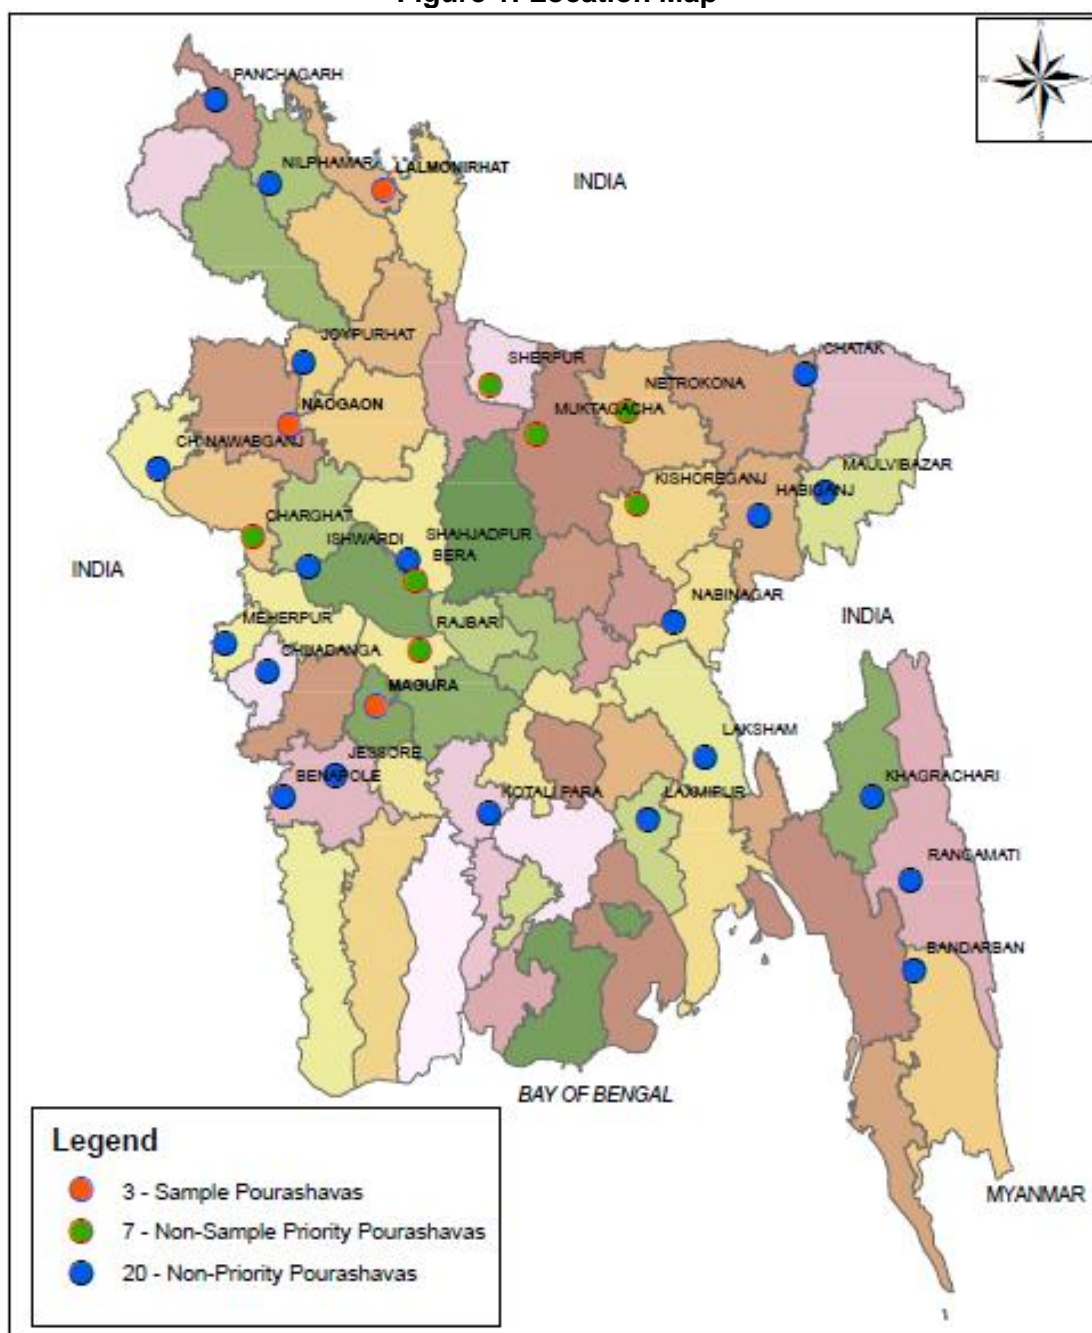 Figure 1: Location Map
N
W
S
PANCHAGARH
NILPHAMARI
LALMONIRHAT
INDIA
JOYPURHAT
SHERPUR
CHATAK
NETROKONA
NAOGAON
MUKTAGACHA
CH. NAWABGANJ
MAULVIBAZAR
KISHOREGANJ
HABIGANJ
CHARGHAT
ISHWARDI
SHAHJADPUR
BERA
INDIA
NABINAGAR
MEHERPUR
RAJBARI
INDIA
CHUADANGA
MAGURA
LAKSHAM
JESSORE
BENAPOLE
KHAGRACHARI
KOTALI PARA
LAXMIPUR
RANGAMATI
BANDARBAN
BAY OF BENGAL
MYANMAR
Legend
3 - Sample Pourashavas
7 - Non-Sample Priority Pourashavas
20 - Non-Priority Pourashavas